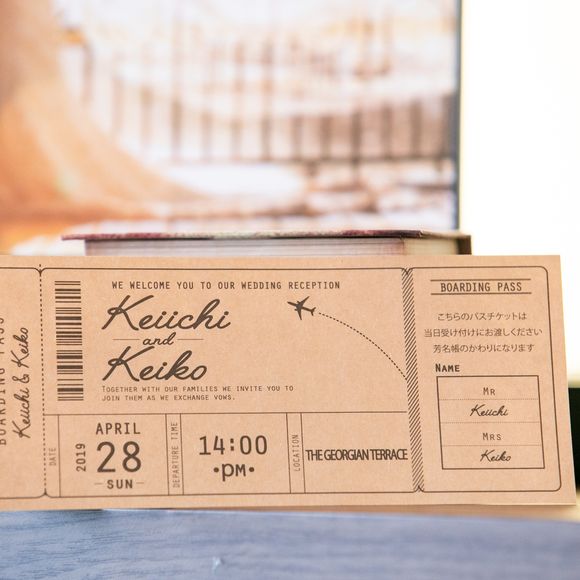 BOARDING PASS
Keiichi & Keiko
WE WELCOME YOU TO OUR WEDDING RECEPTION
Keiichi
and
Keiko
TOGETHER WITH OUR FAMILIES WE INVITE YOU TO
JOIN THEM AS WE EXCHANGE VOWS.
DATE
2019
APRIL
28
SUN
DEPARTURE TIME
14:00
•PM•
LOCATION
THE GEORGIAN TERRACE
BOARDING PASS
こちらのパスチケットは
当日受け付けにお渡しください
芳名帳のかわりになります
NAME
MR
Keiichi
MRS
Keiko